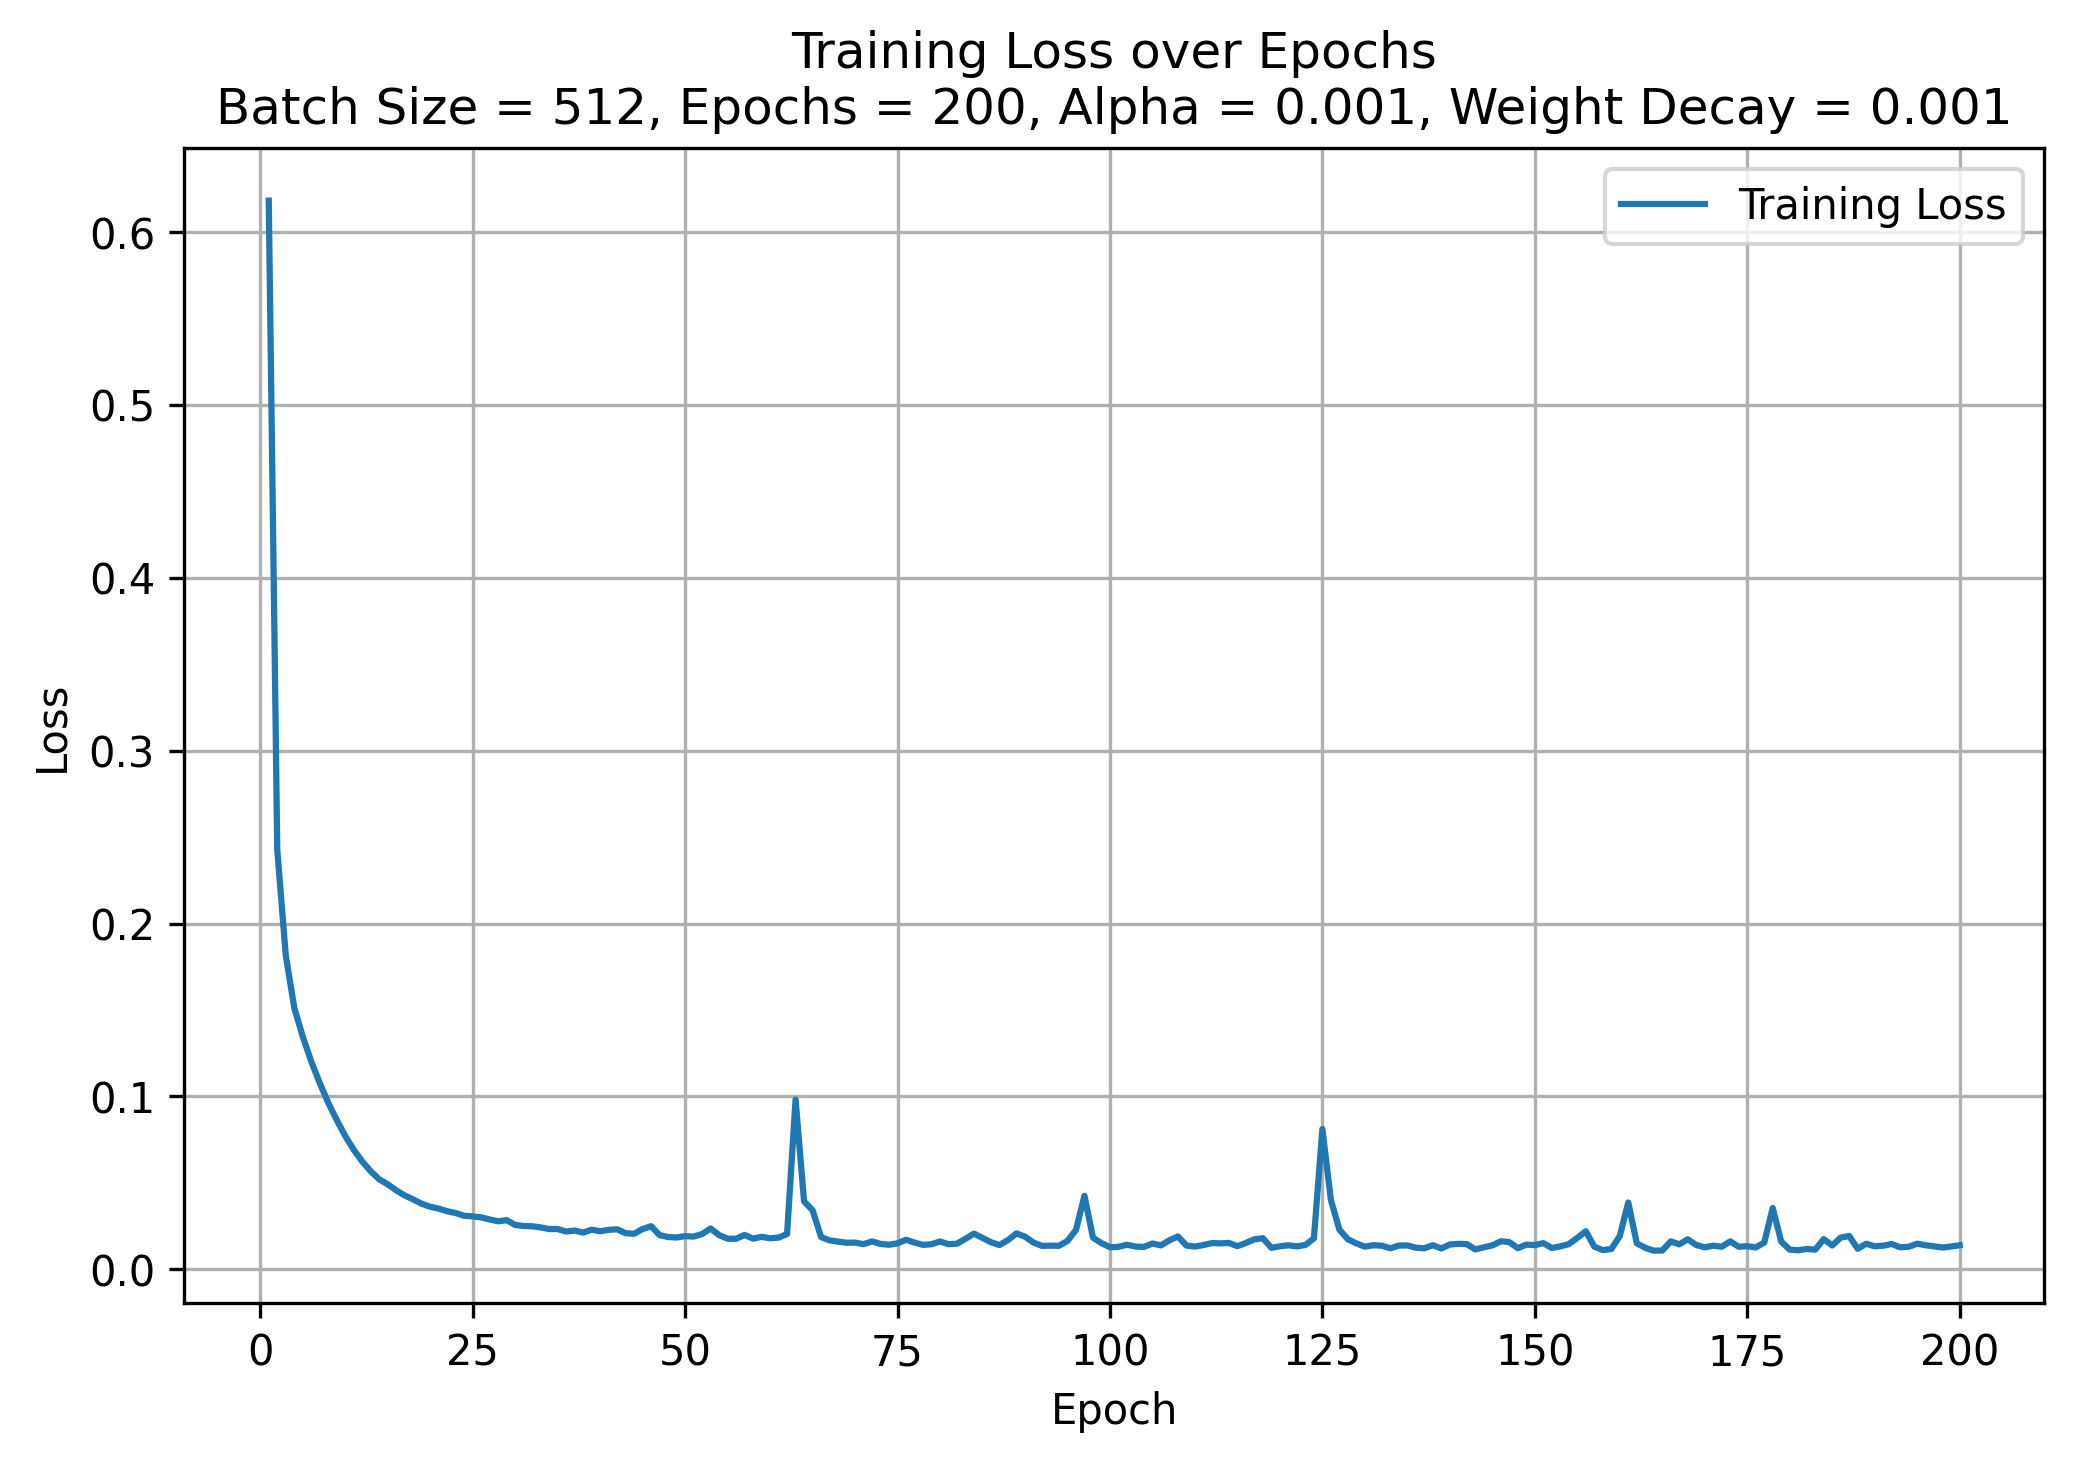 Training Loss over Epochs
Batch Size = 512, Epochs = 200, Alpha = 0.001, Weight Decay = 0.001
Training Loss
0.6
0.5
0.4
0.3
0.2
0.1
0.0
Loss
0 25 50 75 100 125 150 175 200
Epoch